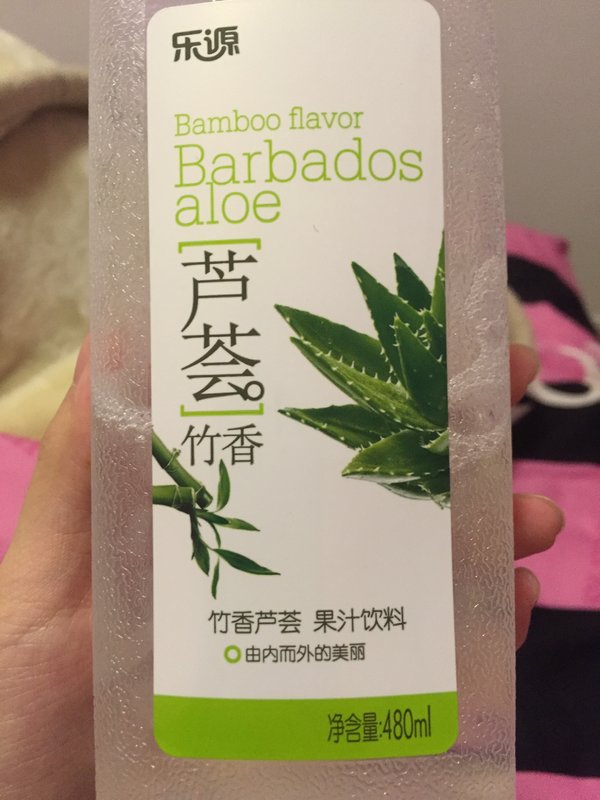 乐源
Bamboo flavor
Barbados
aloe
芦荟
竹香
竹香芦荟 果汁饮料
由内而外的美丽
净含量:480ml